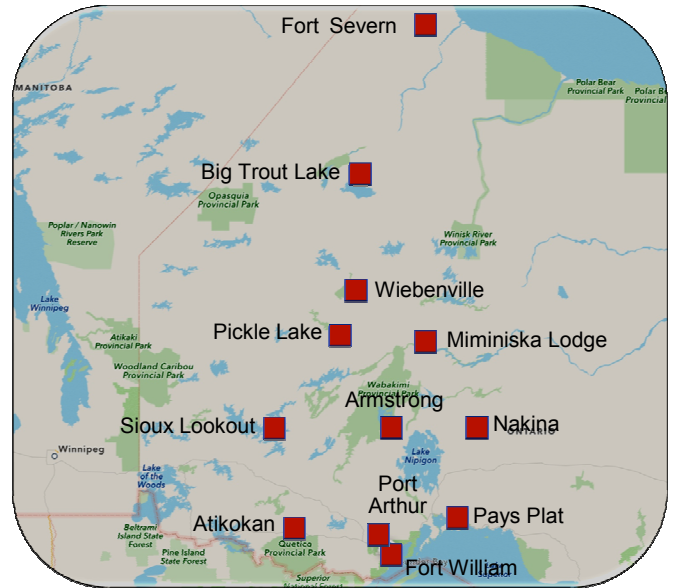 Fort Severn
MANITOBA
Polar Bear
Provincial Park
Polar B
Provincial
Big Trout Lake
Opasquia
Provincial Park
Poplar / Nanowin
Rivers Park
Reserve
Winisk River
Provincial Park
Wiebenville
Lake
Winnipeg
Pickle Lake
Miminiska Lodge
Atikaki
Provincial Park
Woodland Caribou
Provincial Park
Wabakimi
Provincial Park
Armstrong
Sioux Lookout
Nakina
ONTARIO
Winnipeg
Lake
Nipigon
Lake
of the
Woods
Port
Arthur
Pays Plat
Atikokan
Beltrami
Island State
Forest
Pine Island
State Forest
Quetico
Provincial Park
Fort William
Superior
Superior
National Forest